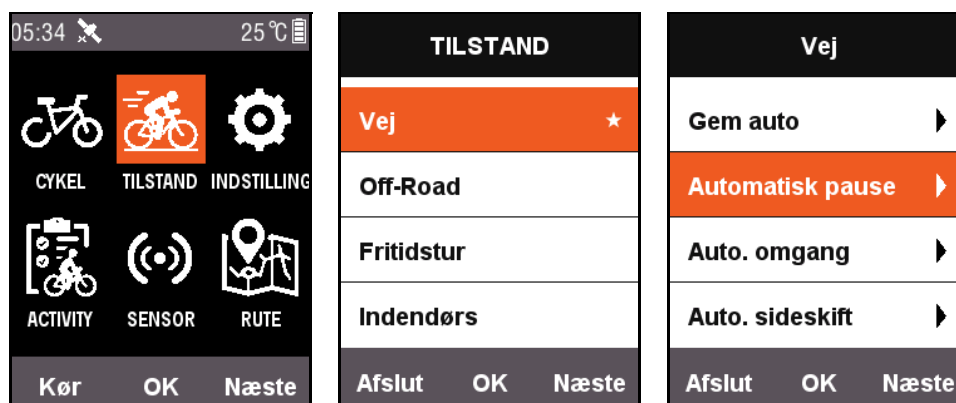 05:34 25 ℃
CYKEL TILSTAND INDSTILLING
ACTIVITY SENSOR RUTE
Kør OK Næste
TILSTAND
Vej
Off-Road
Fritidstur
Indendørs
Afslut OK Næste
Vej
Gem auto
Automatisk pause
Auto. omgang
Auto. sideskift
Afslut OK Næste